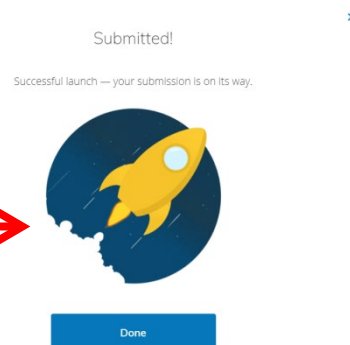 Submitted!
Successful launch — your submission is on its way.
Done